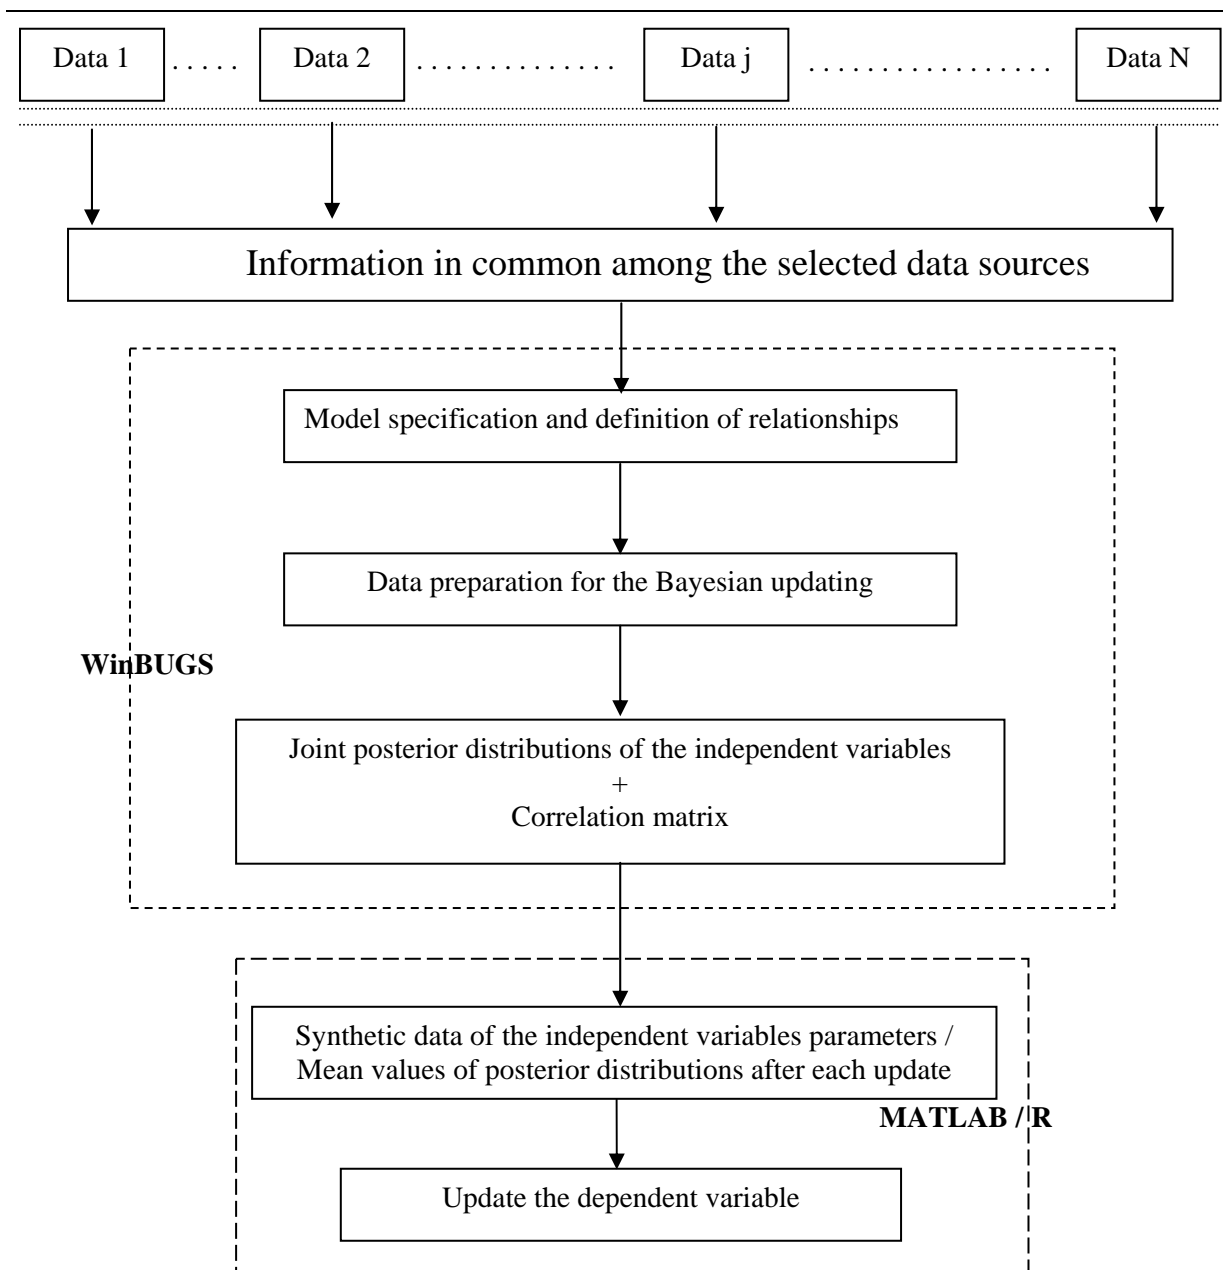 Data 1 ..... Data 2 .............. Data j ................. Data N
Information in common among the selected data sources
Model specification and definition of relationships
Data preparation for the Bayesian updating
WinBUGS
Joint posterior distributions of the independent variables
+
Correlation matrix
Synthetic data of the independent variables parameters /
Mean values of posterior distributions after each update
MATLAB / R
Update the dependent variable